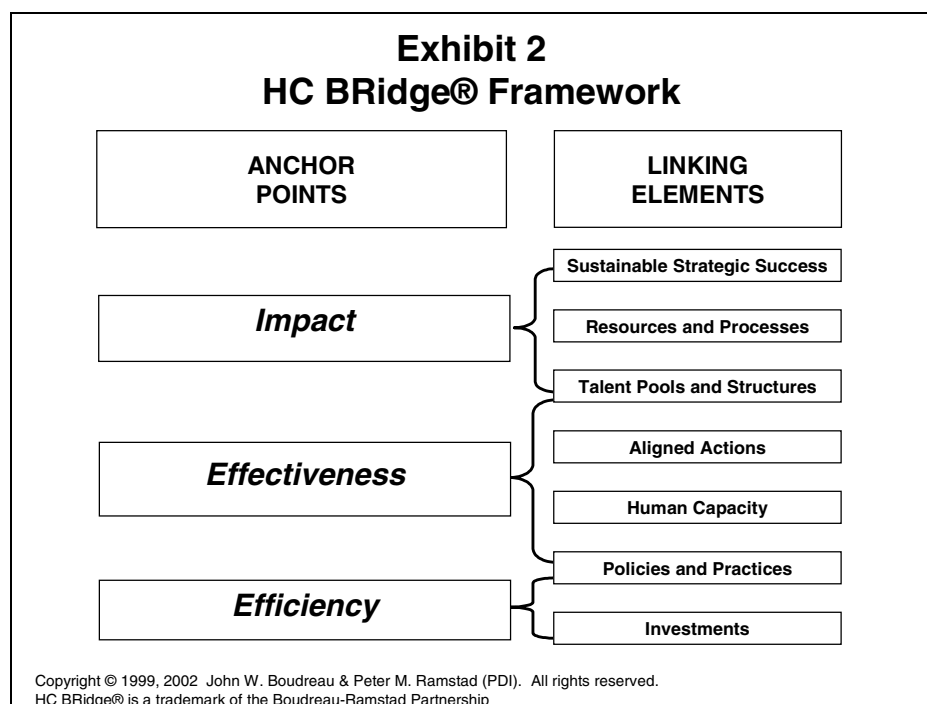 Exhibit 2
HC BRidge® Framework
ANCHOR
POINTS
LINKING
ELEMENTS
Impact
Sustainable Strategic Success
Resources and Processes
Talent Pools and Structures
Effectiveness
Aligned Actions
Human Capacity
Policies and Practices
Efficiency
Investments
Copyright © 1999, 2002 John W. Boudreau & Peter M. Ramstad (PDI). All rights reserved.
HC BRidge® is a trademark of the Boudreau-Ramstad Partnership